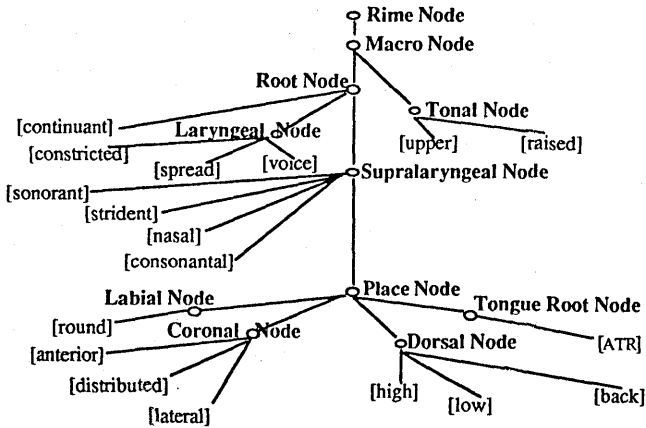 Rime Node
Macro Node
Root Node
Tonal Node
[continuant]
Laryngeal Node
[upper]
[raised]
[constricted]
[spread]
[voice]
Supralaryngeal Node
[sonorant]
[strident]
[nasal]
[consonantal]
Place Node
Labial Node
Tongue Root Node
[round]
Coronal Node
Dorsal Node
[ATR]
[anterior]
[distributed]
[high]
[low]
[back]
[lateral]